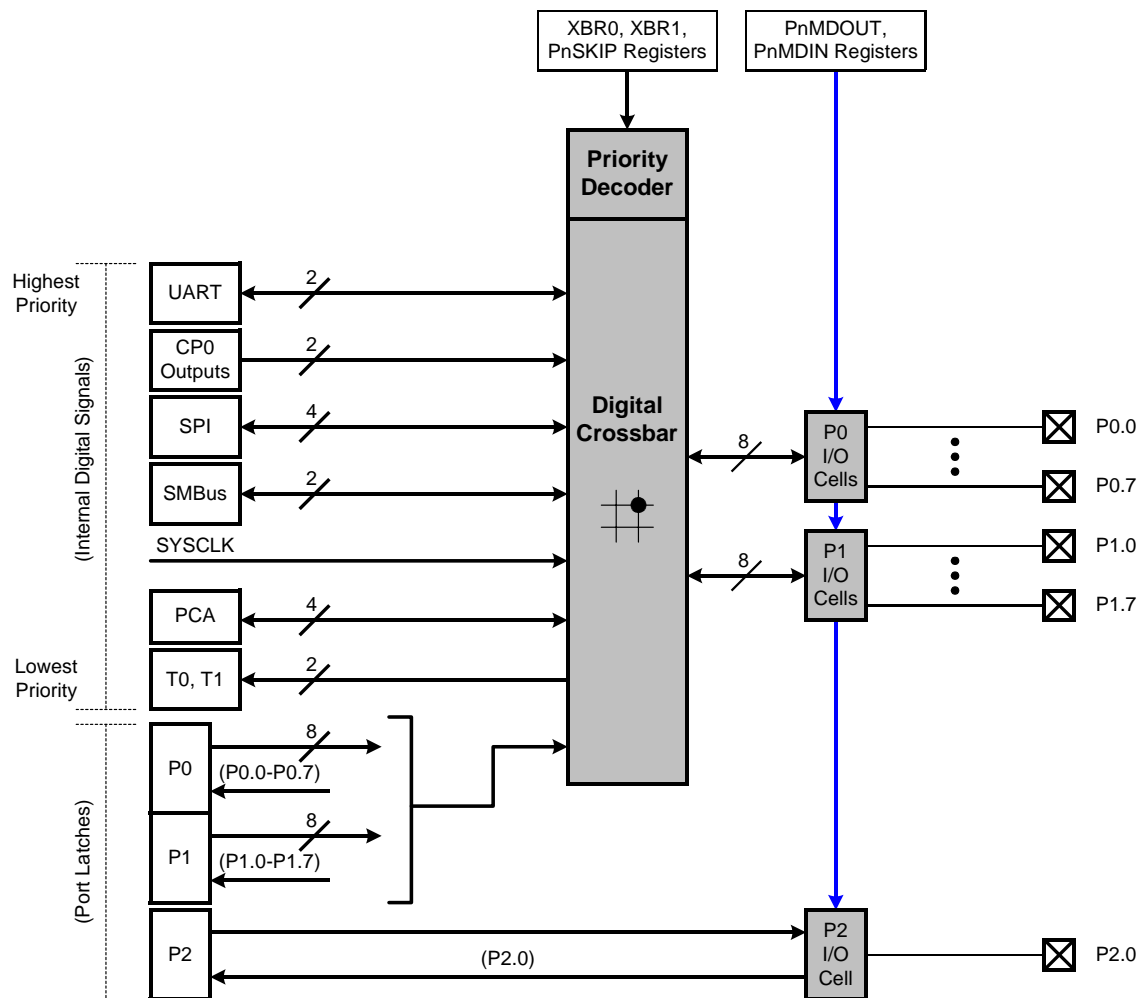 XBR0, XBR1,
PnSKIP Registers
PnMDOUT,
PnMDIN Registers
Priority
Decoder
Highest
Priority
(Internal Digital Signals)
UART
2
CP0
Outputs
2
SPI
4
SMBus
2
SYSCLK
PCA
4
Lowest
Priority
T0, T1
2
Digital
Crossbar
8
P0
I/O
Cells
P0.0
P0.7
8
P1
I/O
Cells
P1.0
P1.7
(Port Latches)
P0
8
(P0.0-P0.7)
P1
8
(P1.0-P1.7)
P2
(P2.0)
P2
I/O
Cell
P2.0